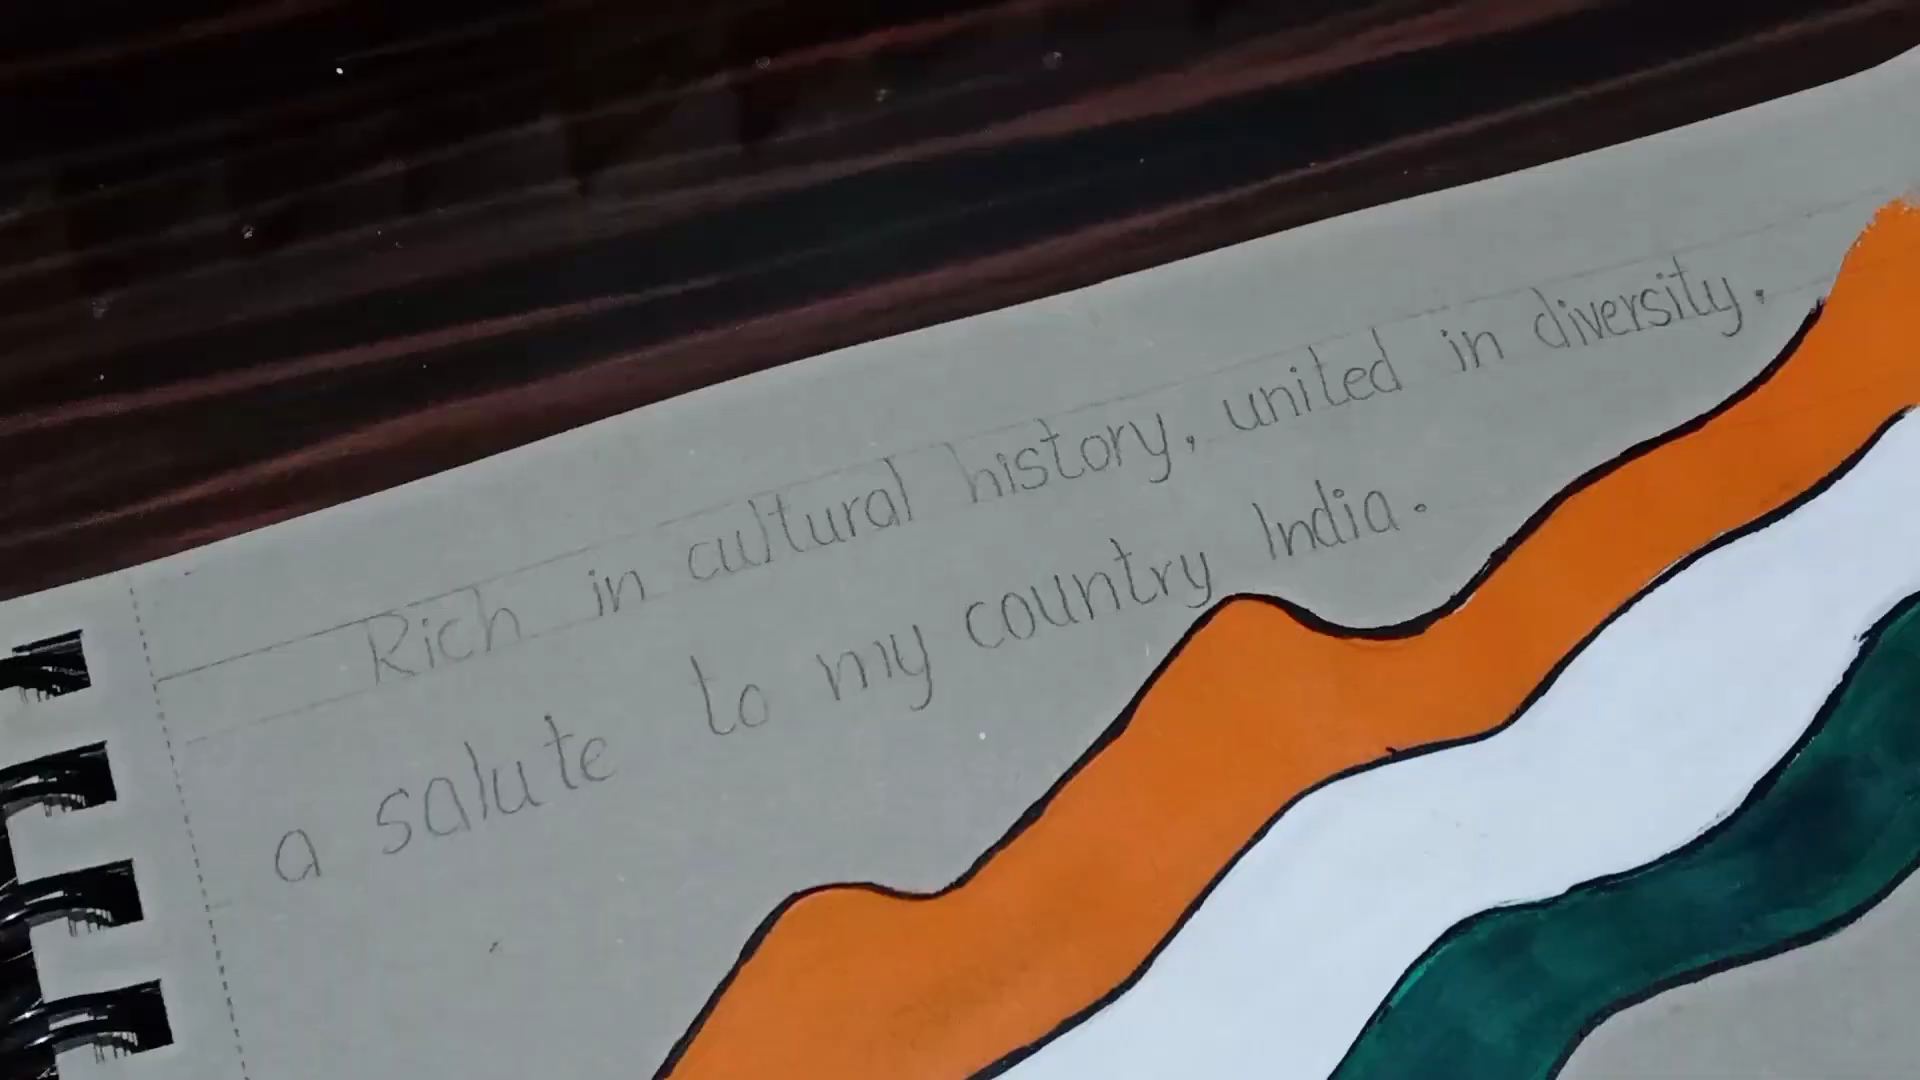 Rich in cultural history, united in diversity.
a salute to my country India.